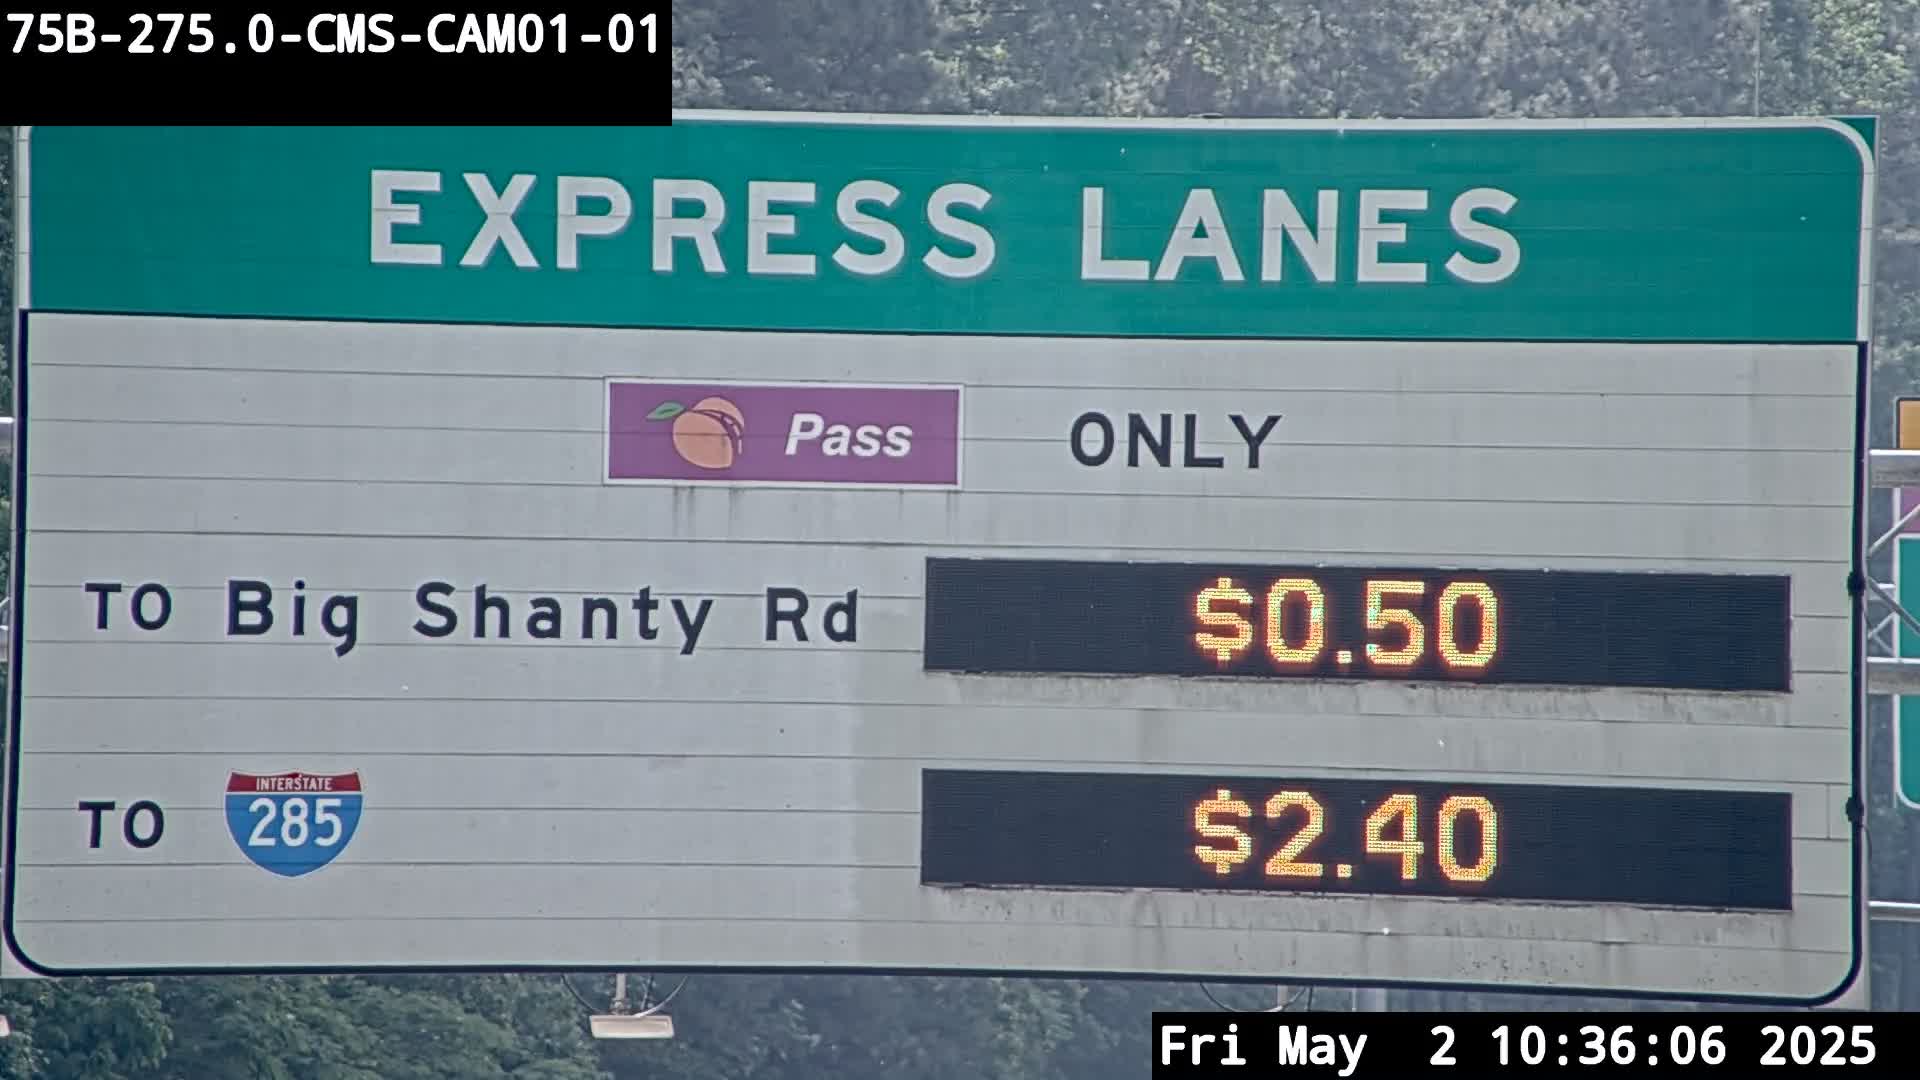 75B-275.0-CMS-CAM01-01
EXPRESS LANES
Pass ONLY
TO Big Shanty Rd $0.50
INTERSTATE
TO 285 $2.40
Fri May 2 10:36:06 2025